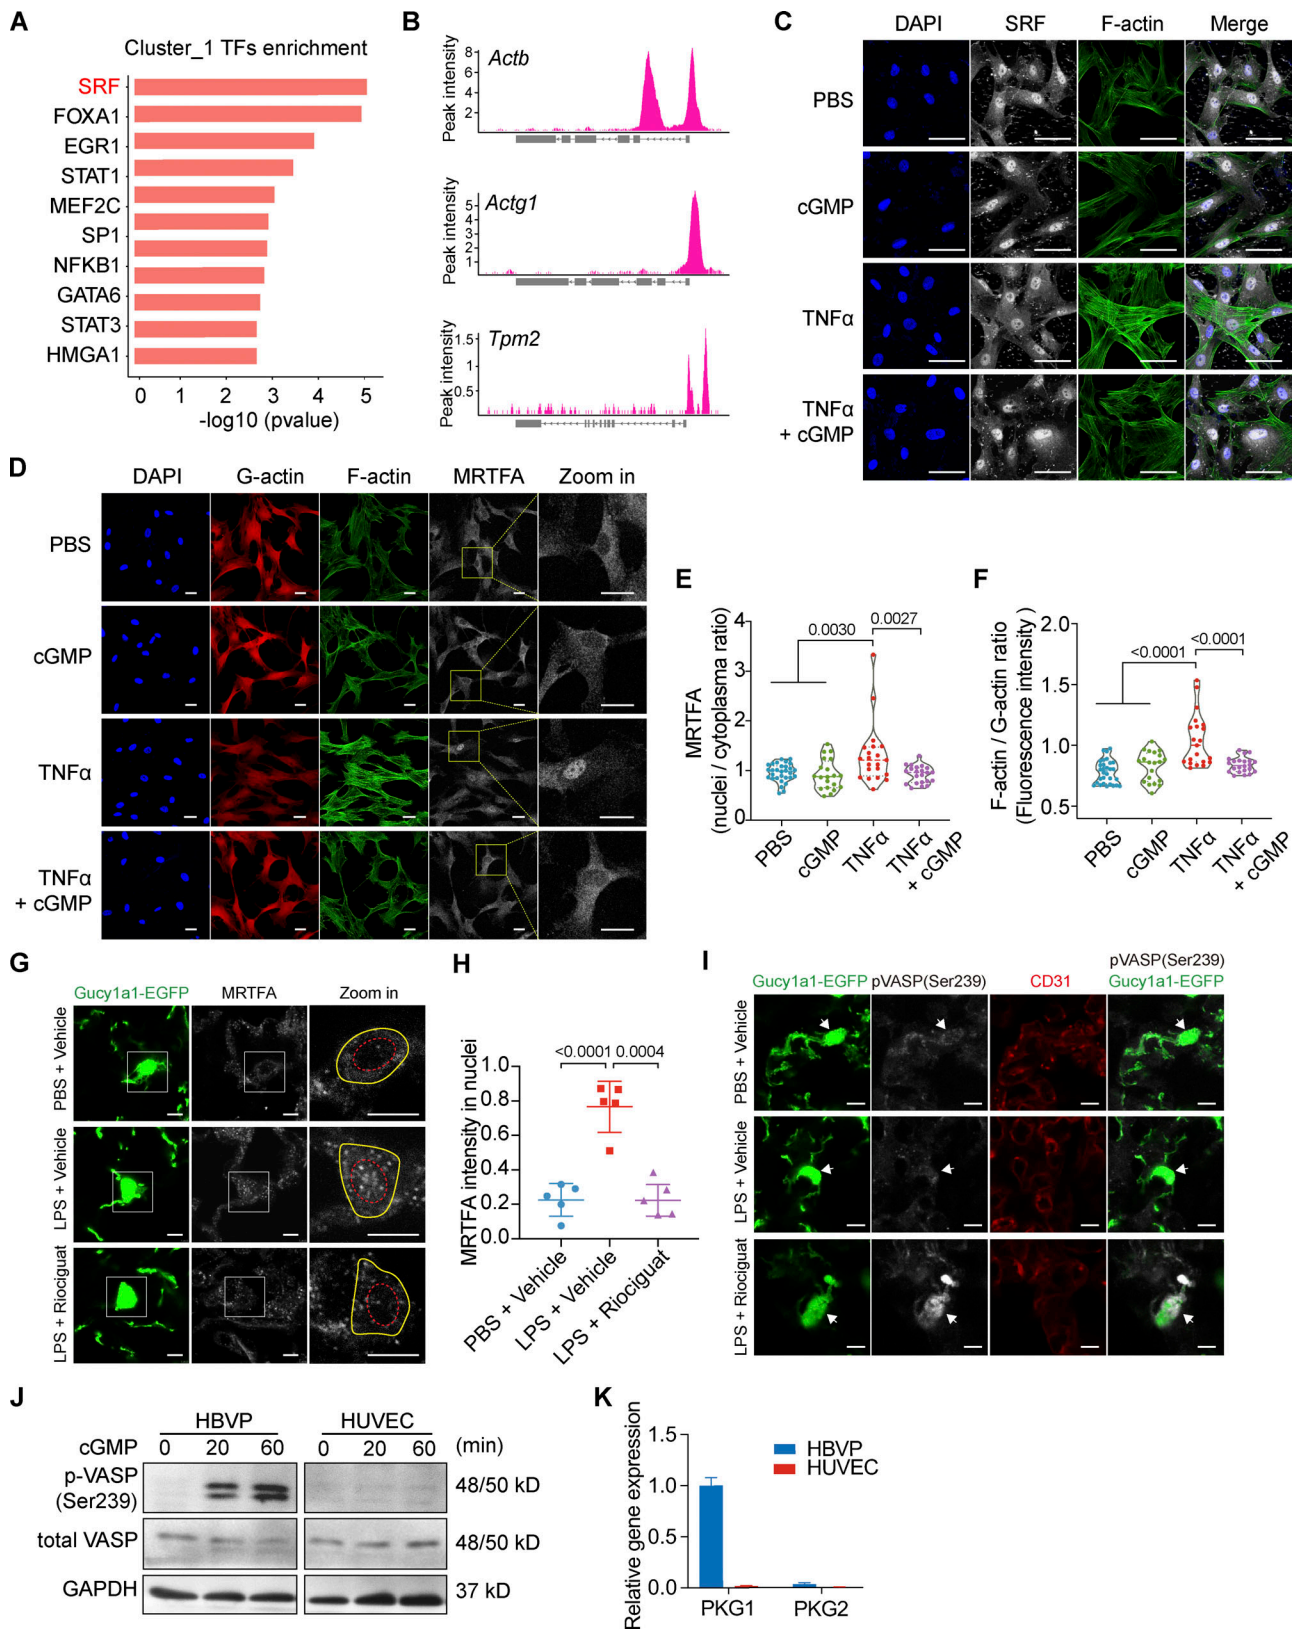 A
Cluster_1 TFs enrichment
SRF
FOXA1
EGR1
STAT1
MEF2C
SP1
NFKB1
GATA6
STAT3
HMGA1
0 1 2 3 4 5
-log10 (pvalue)
B
Peak intensity
8
6
4
2
Actb
Peak intensity
5
4
3
2
1
Actg1
Peak intensity
1.5
1
0.5
Tpm2
C
DAPI SRF F-actin Merge
PBS
cGMP
TNFα
TNFα
+ cGMP
D
DAPI G-actin F-actin MRTFA Zoom in
PBS
cGMP
TNFα
TNFα
+ cGMP
E
MRTFA
(nuclei / cytoplasma ratio)
4
3
2
1
0
0.0030
0.0027
PBS
cGMP
TNFα
TNFα
+ cGMP
F
F-actin / G-actin ratio
(Fluorescence intensity)
2.0
1.5
1.0
0.5
<0.0001
<0.0001
PBS
cGMP
TNFα
TNFα
+ cGMP
G
Gucy1a1-EGFP MRTFA Zoom in
PBS + Vehicle
LPS + Vehicle
LPS + Riociguat
H
MRTFA intensity in nuclei
1.0
0.8
0.6
0.4
0.2
0.0
<0.0001 0.0004
PBS + Vehicle
LPS + Vehicle
LPS + Riociguat
I
pVASP(Ser239)
Gucy1a1-EGFP pVASP(Ser239) CD31 Gucy1a1-EGFP
PBS + Vehicle
LPS + Vehicle
LPS + Riociguat
J
HBVP HUVEC
cGMP 0 20 60 0 20 60 (min)
p-VASP
(Ser239)
48/50 kD
total VASP 48/50 kD
GAPDH 37 kD
K
Relative gene expression
1.5
1.0
0.5
0.0
HBVP
HUVEC
PKG1 PKG2